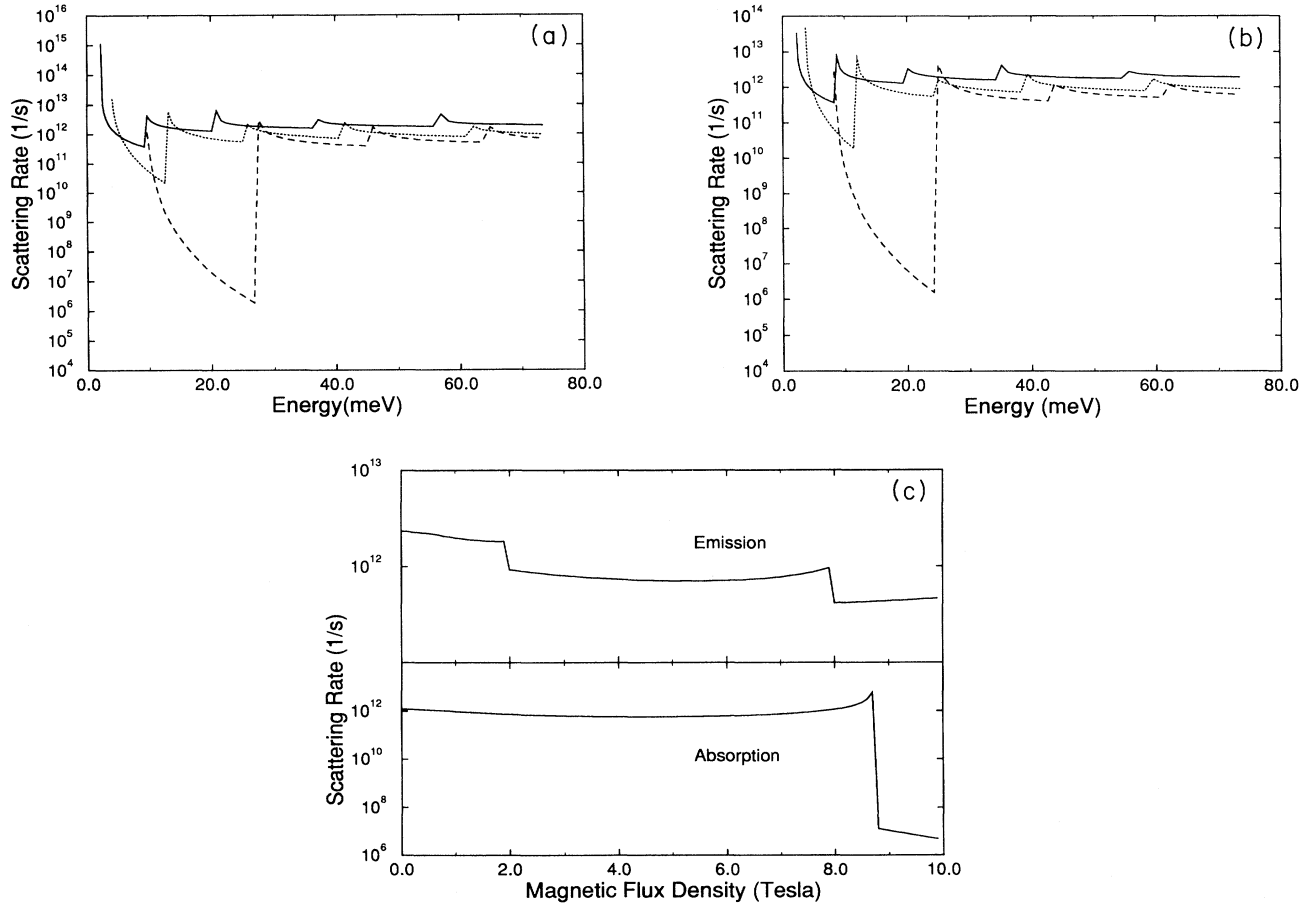 (a)
Scattering Rate (1/s)
10^16
10^15
10^14
10^13
10^12
10^11
10^10
10^9
10^8
10^7
10^6
10^5
10^4
0.0 20.0 40.0 60.0 80.0
Energy(meV)
(b)
Scattering Rate (1/s)
10^14
10^13
10^12
10^11
10^10
10^9
10^8
10^7
10^6
10^5
10^4
0.0 20.0 40.0 60.0 80.0
Energy (meV)
(c)
Scattering Rate (1/s)
10^13
Emission
10^12
10^12
Absorption
10^10
10^8
10^6
0.0 2.0 4.0 6.0 8.0 10.0
Magnetic Flux Density (Tesla)